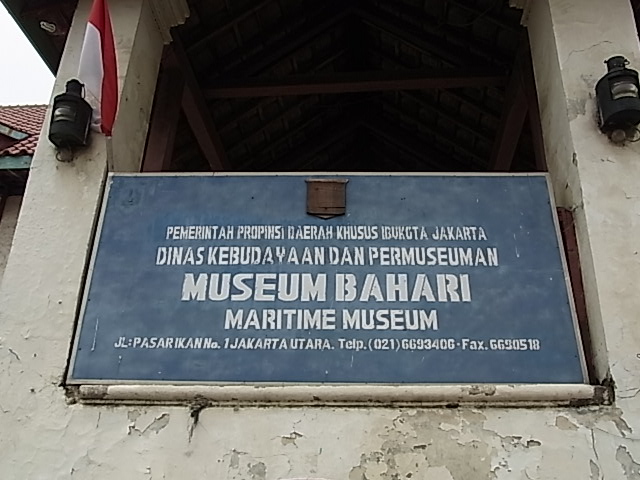 PEMERINTAH PROPINSI DAERAH KHUSUS IBUKOTA JAKARTA
DINAS KEBUDAYAAN DAN PERMUSEUMAN
MUSEUM BAHARI
MARITIME MUSEUM
JL: PASAR IKAN No. 1 JAKARTA UTARA. Telp. (021) 6693406 - Fax. 6690518